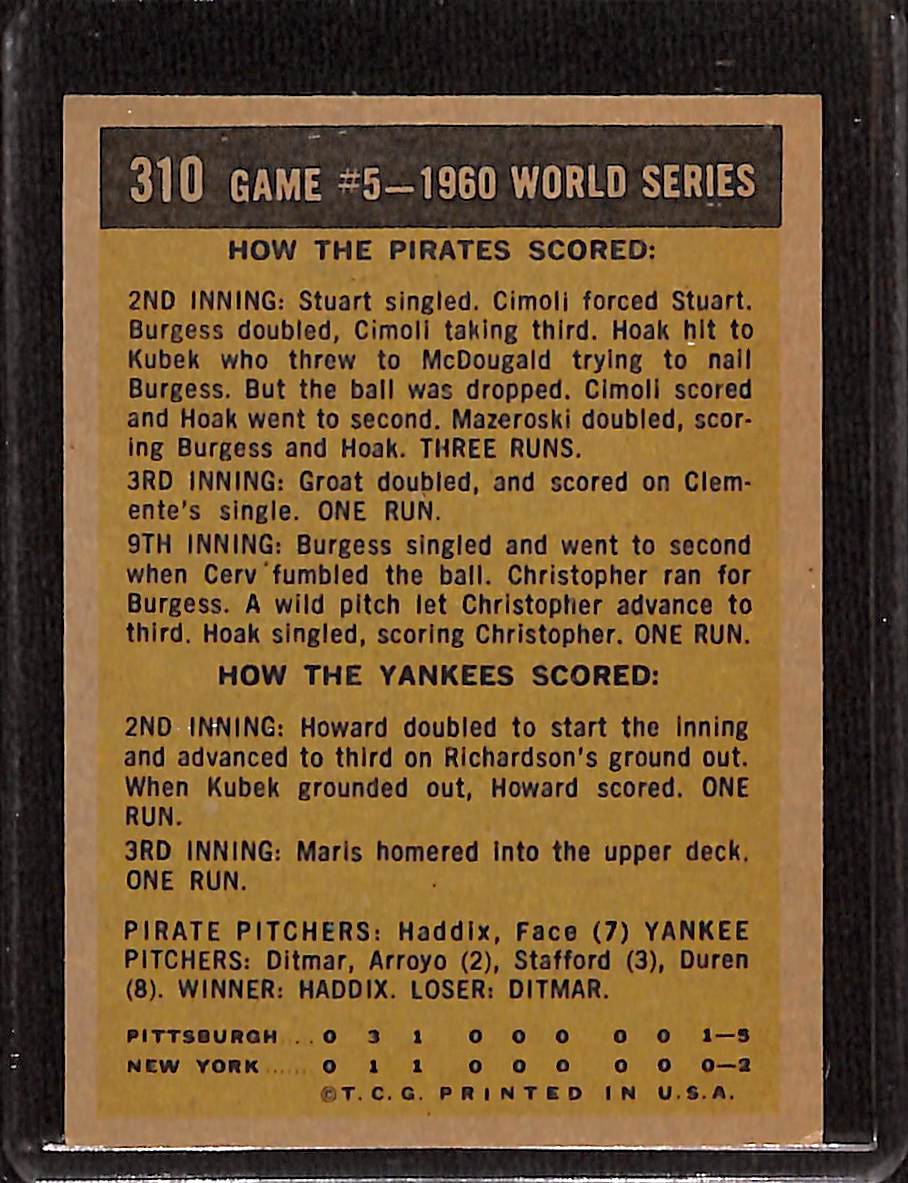 310 GAME #5—1960 WORLD SERIES
HOW THE PIRATES SCORED:
2ND INNING: Stuart singled. Cimoli forced Stuart.
Burgess doubled, Cimoli taking third. Hoak hit to
Kubek who threw to McDougald trying to nail
Burgess. But the ball was dropped. Cimoli scored
and Hoak went to second. Mazeroski doubled, scor-
ing Burgess and Hoak. THREE RUNS.
3RD INNING: Groat doubled, and scored on Clem-
ente's single. ONE RUN.
9TH INNING: Burgess singled and went to second
when Cerv fumbled the ball. Christopher ran for
Burgess. A wild pitch let Christopher advance to
third. Hoak singled, scoring Christopher. ONE RUN.
HOW THE YANKEES SCORED:
2ND INNING: Howard doubled to start the inning
and advanced to third on Richardson's ground out.
When Kubek grounded out, Howard scored. ONE
RUN.
3RD INNING: Maris homered into the upper deck.
ONE RUN.
PIRATE PITCHERS: Haddix, Face (7) YANKEE
PITCHERS: Ditmar, Arroyo (2), Stafford (3), Duren
(8). WINNER: HADDIX. LOSER: DITMAR.
PITTSBURGH .. 0 3 1 0 0 0 0 0 1—5
NEW YORK ...... 0 1 1 0 0 0 0 0 0—2
©T.C.G. PRINTED IN U.S.A.